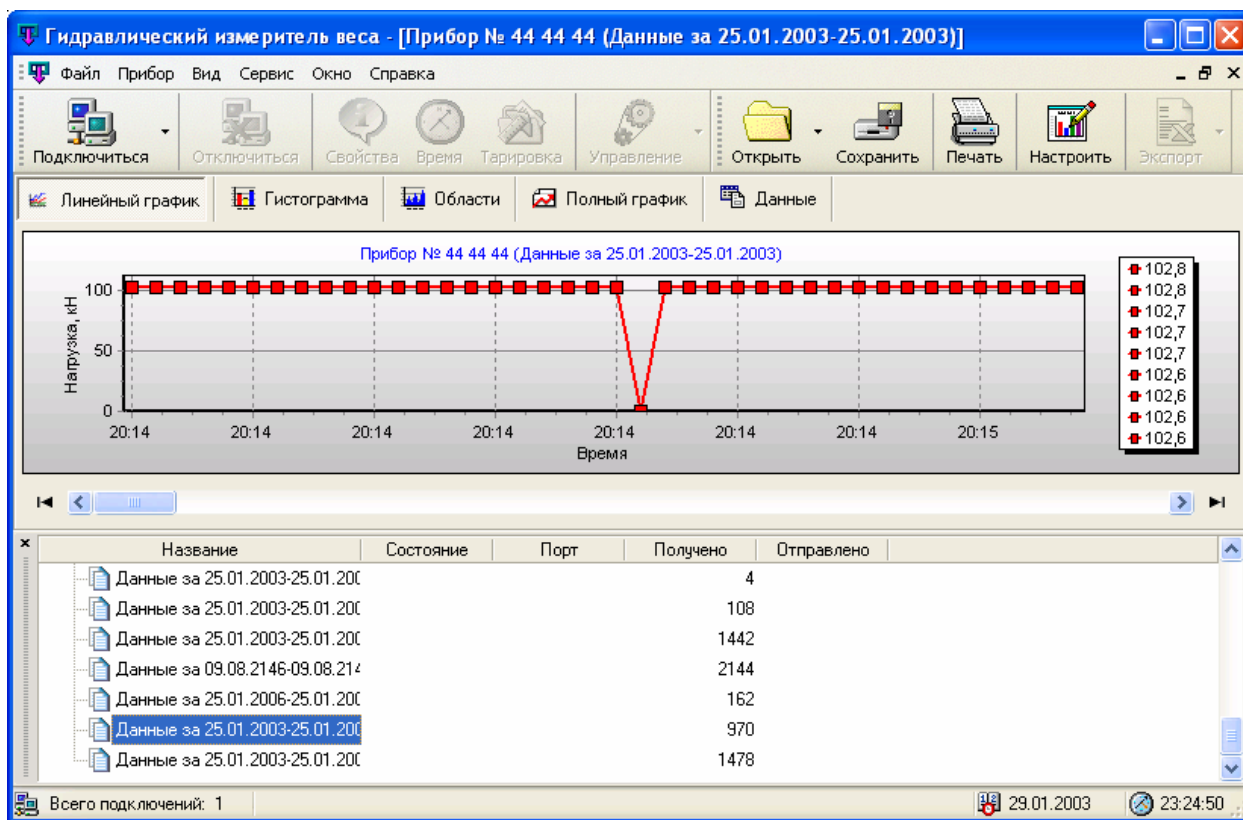 Гидравлический измеритель веса - [Прибор № 44 44 44 (Данные за 25.01.2003-25.01.2003)]
Файл Прибор Вид Сервис Окно Справка
Подключиться Отключиться Свойства Время Тарировка Управление Открыть Сохранить Печать Настроить Экспорт
Линейный график Гистограмма Области Полный график Данные
Прибор № 44 44 44 (Данные за 25.01.2003-25.01.2003)
Нагрузка, кН
100
50
0
20:14 20:14 20:14 20:14 20:14 20:14 20:14 20:15
Время
102,8
102,8
102,7
102,7
102,7
102,6
102,6
102,6
102,6
Название Состояние Порт Получено Отправлено
Данные за 25.01.2003-25.01.200 4
Данные за 25.01.2003-25.01.200 108
Данные за 25.01.2003-25.01.200 1442
Данные за 09.08.2146-09.08.214 2144
Данные за 25.01.2006-25.01.200 162
Данные за 25.01.2003-25.01.200 970
Данные за 25.01.2003-25.01.200 1478
Всего подключений: 1 29.01.2003 23:24:50